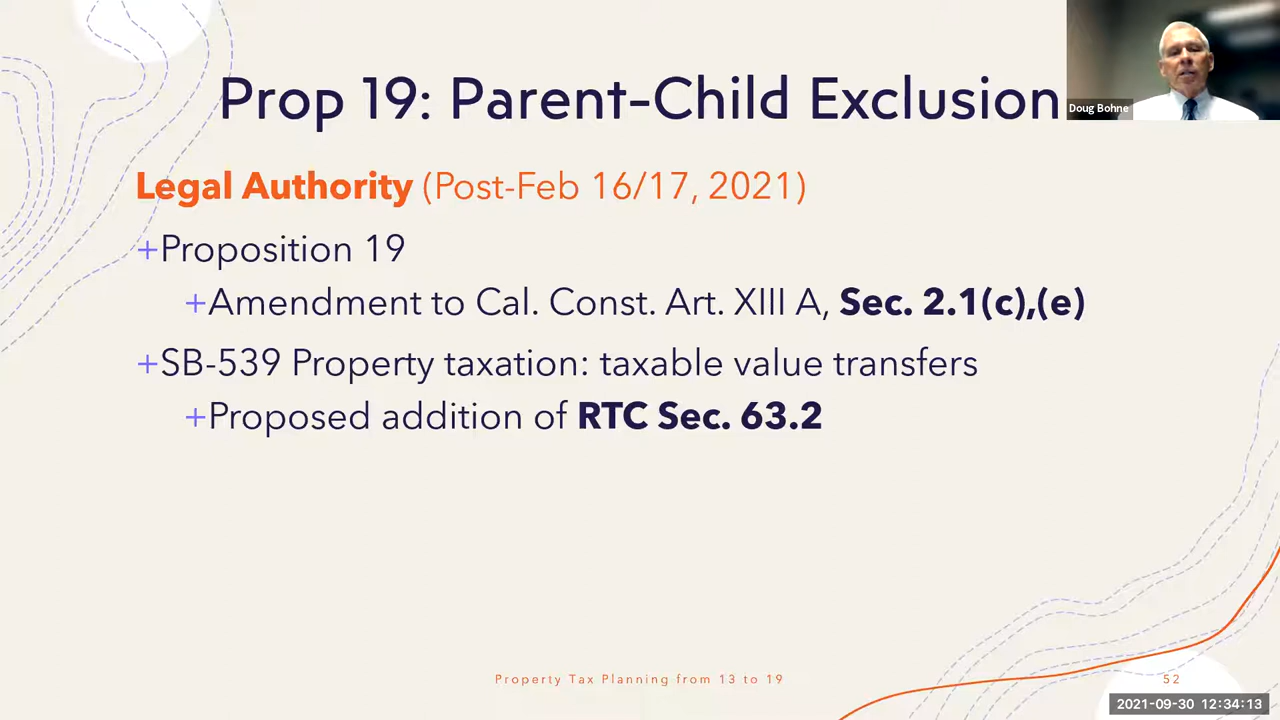 Prop 19: Parent-Child Exclusion
Doug Bohne
Legal Authority (Post-Feb 16/17, 2021)
+Proposition 19
+Amendment to Cal. Const. Art. XIII A, Sec. 2.1(c),(e)
+SB-539 Property taxation: taxable value transfers
+Proposed addition of RTC Sec. 63.2
Property Tax Planning from 13 to 19
52
2021-09-30 12:34:13